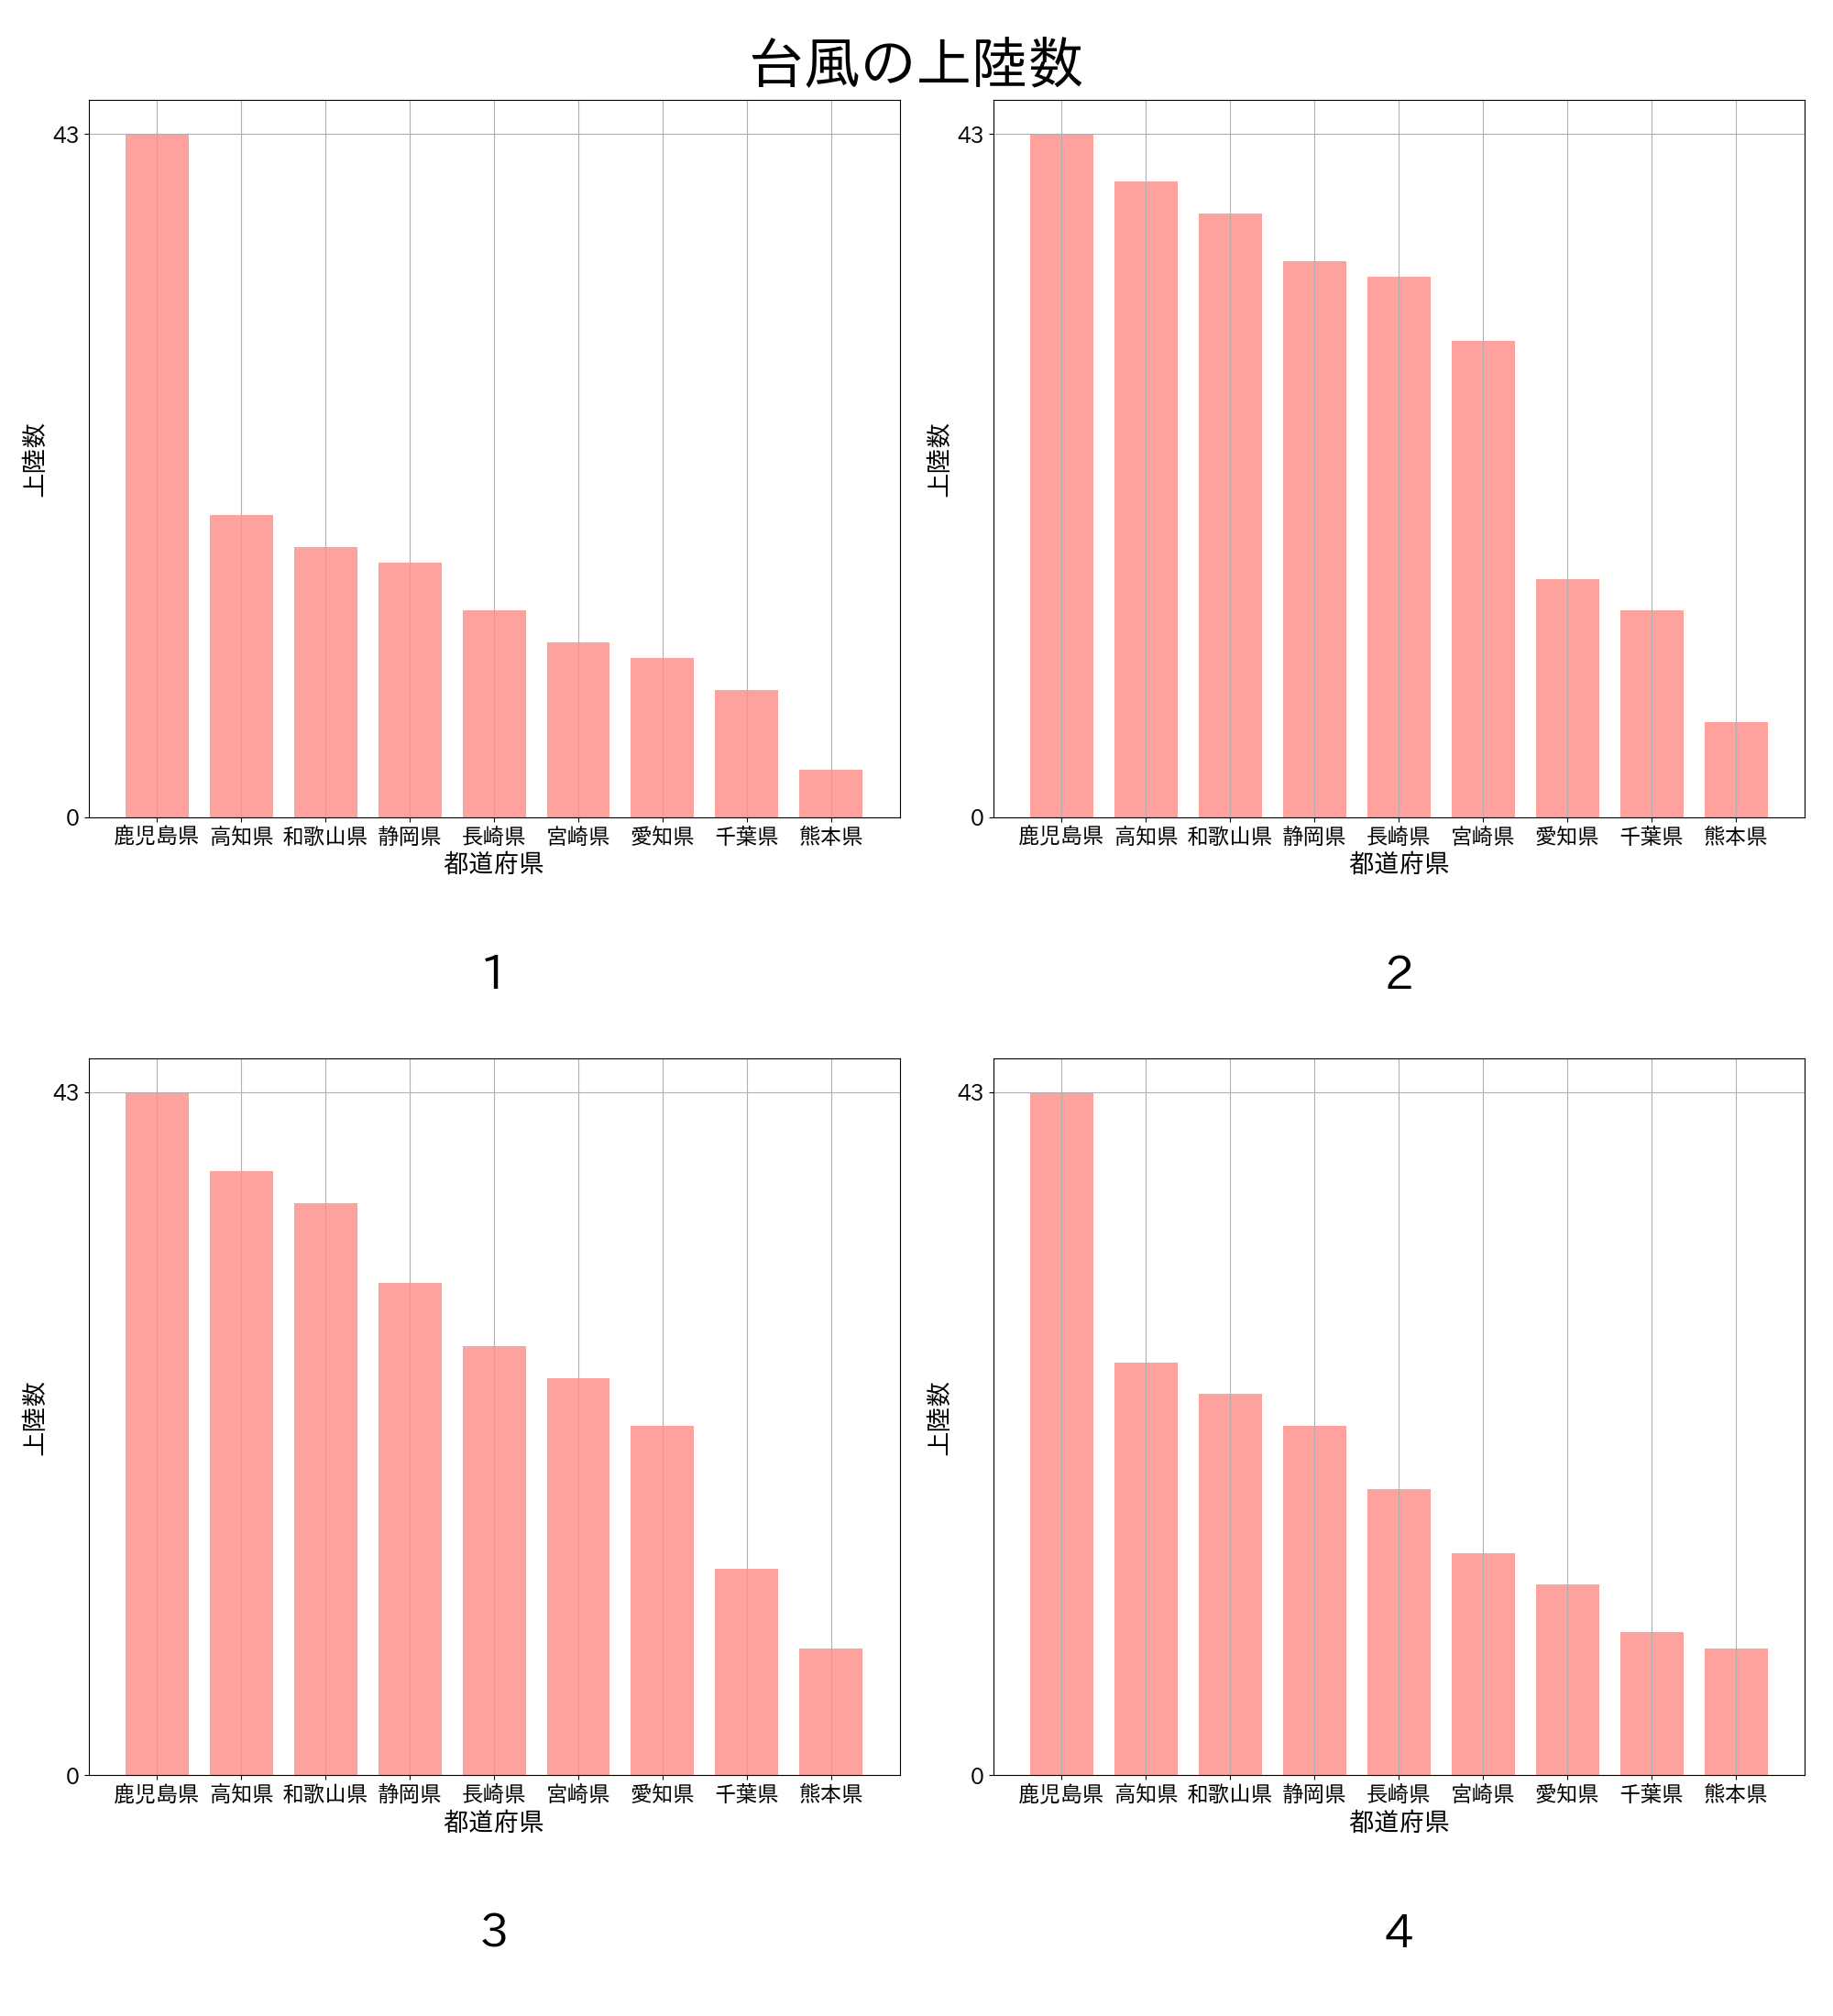 台風の上陸数
43
0
上陸数
鹿児島県 高知県 和歌山県 静岡県 長崎県 宮崎県 愛知県 千葉県 熊本県
都道府県
1
43
0
上陸数
鹿児島県 高知県 和歌山県 静岡県 長崎県 宮崎県 愛知県 千葉県 熊本県
都道府県
2
43
0
上陸数
鹿児島県 高知県 和歌山県 静岡県 長崎県 宮崎県 愛知県 千葉県 熊本県
都道府県
3
43
0
上陸数
鹿児島県 高知県 和歌山県 静岡県 長崎県 宮崎県 愛知県 千葉県 熊本県
都道府県
4